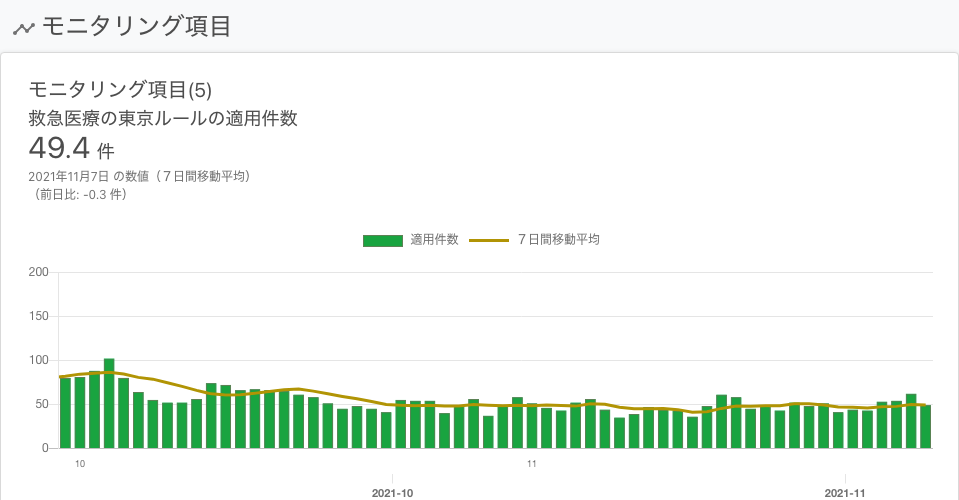 モニタリング項目
モニタリング項目(5)
救急医療の東京ルールの適用件数
49.4 件
2021年11月7日 の数値（７日間移動平均）
（前日比: -0.3 件）
適用件数 ７日間移動平均
200
150
100
50
0
10 11
2021-10 2021-11